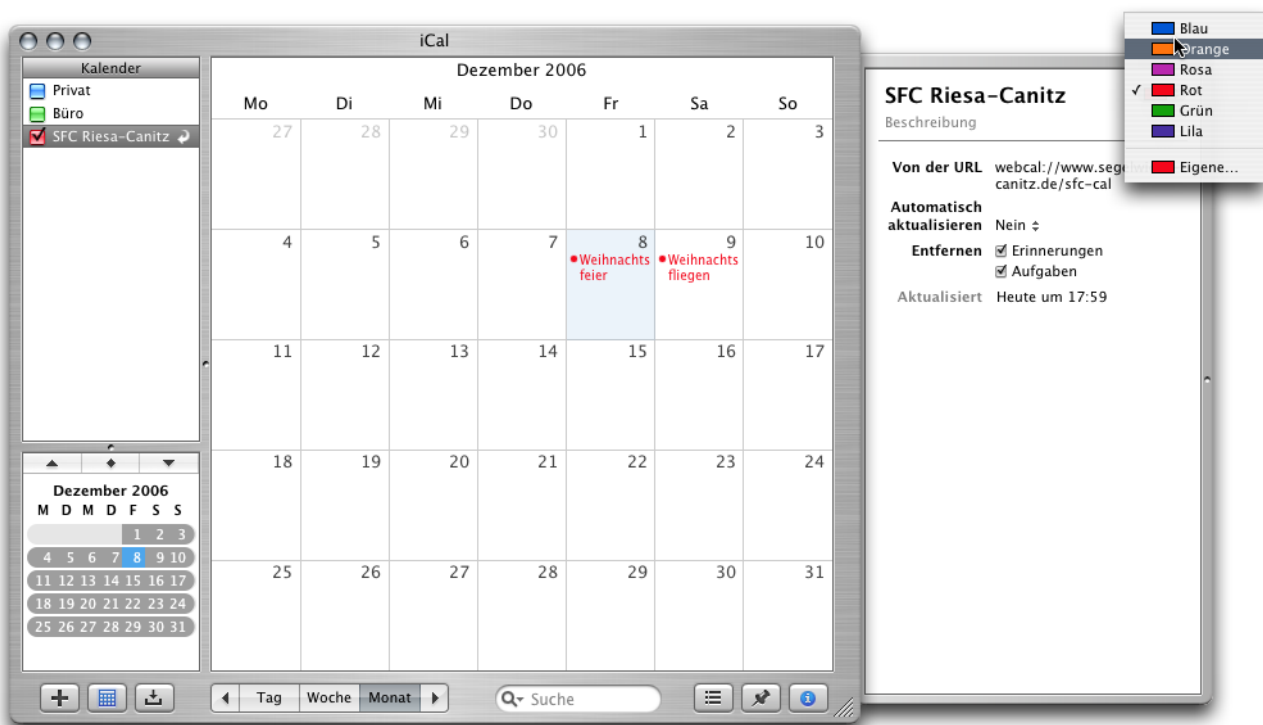 iCal
Kalender
Privat
Büro
SFC Riesa-Canitz
Dezember 2006
M D M D F S S
1 2 3
4 5 6 7 8 9 10
11 12 13 14 15 16 17
18 19 20 21 22 23 24
25 26 27 28 29 30 31
Dezember 2006
Mo Di Mi Do Fr Sa So
27 28 29 30 1 2 3
4 5 6 7 8 9 10
Weihnachts Weihnachts
feier fliegen
11 12 13 14 15 16 17
18 19 20 21 22 23 24
25 26 27 28 29 30 31
Tag Woche Monat
Suche
SFC Riesa-Canitz
Beschreibung
Von der URL webcal://www.sege
canitz.de/sfc-cal
Automatisch
aktualisieren Nein
Entfernen Erinnerungen
Aufgaben
Aktualisiert Heute um 17:59
Blau
Orange
Rosa
Rot
Grün
Lila
Eigene...